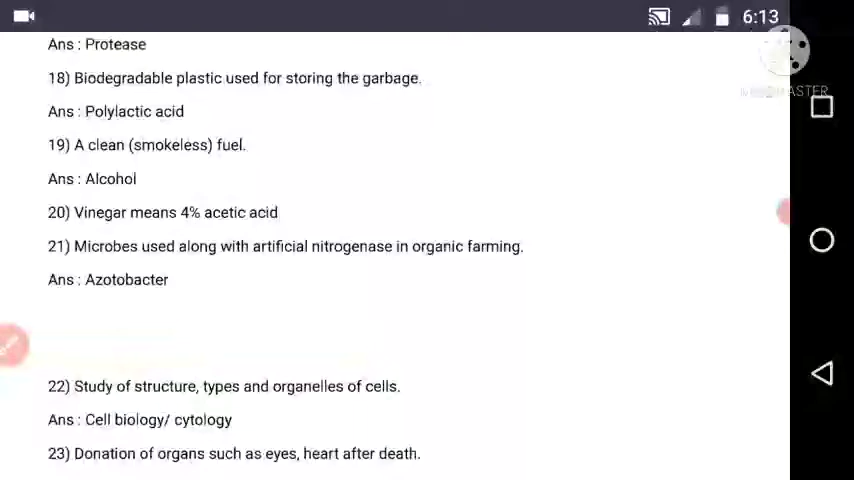 6:13
Ans : Protease
18) Biodegradable plastic used for storing the garbage.
Ans : Polylactic acid
19) A clean (smokeless) fuel.
Ans : Alcohol
20) Vinegar means 4% acetic acid
21) Microbes used along with artificial nitrogenase in organic farming.
Ans : Azotobacter
22) Study of structure, types and organelles of cells.
Ans : Cell biology/ cytology
23) Donation of organs such as eyes, heart after death.